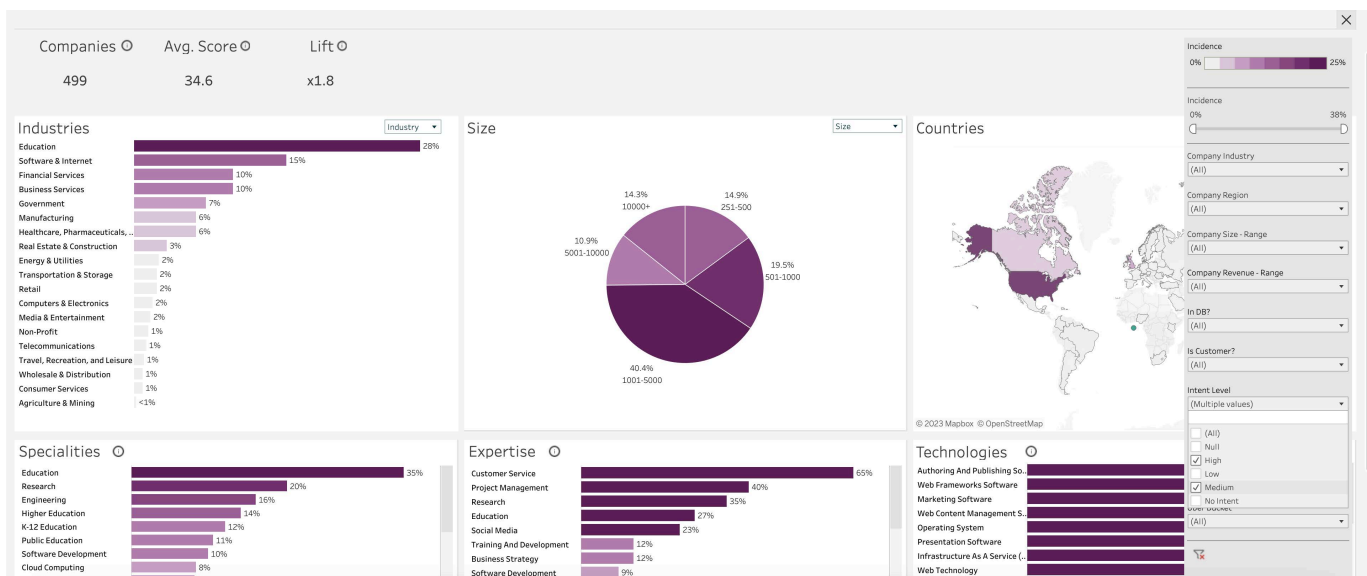 Companies
Avg. Score
Lift
499
34.6
x1.8
Industries
Industry
Education
28%
Software & Internet
15%
Financial Services
10%
Business Services
10%
Government
7%
Manufacturing
6%
Healthcare, Pharmaceuticals, ..
6%
Real Estate & Construction
3%
Energy & Utilities
2%
Transportation & Storage
2%
Retail
2%
Computers & Electronics
2%
Media & Entertainment
2%
Non-Profit
1%
Telecommunications
1%
Travel, Recreation, and Leisure
1%
Wholesale & Distribution
1%
Consumer Services
1%
Agriculture & Mining
<1%
Size
Size
14.3%
10000+
14.9%
251-500
10.9%
5001-10000
19.5%
501-1000
40.4%
1001-5000
Countries
© 2023 Mapbox © OpenStreetMap
Specialities
Education
35%
Research
20%
Engineering
16%
Higher Education
14%
K-12 Education
12%
Public Education
11%
Software Development
10%
Cloud Computing
8%
Expertise
Customer Service
65%
Project Management
40%
Research
35%
Education
27%
Social Media
23%
Training And Development
12%
Business Strategy
12%
Software Development
9%
Technologies
Authoring And Publishing So..
Web Frameworks Software
Marketing Software
Web Content Management S..
Operating System
Presentation Software
Infrastructure As A Service (..
Web Technology
Incidence
0%
25%
Incidence
0%
38%
Company Industry
(All)
Company Region
(All)
Company Size - Range
(All)
Company Revenue - Range
(All)
In DB?
(All)
Is Customer?
(All)
Intent Level
(Multiple values)
(All)
Null
High
Low
Medium
No Intent
(All)